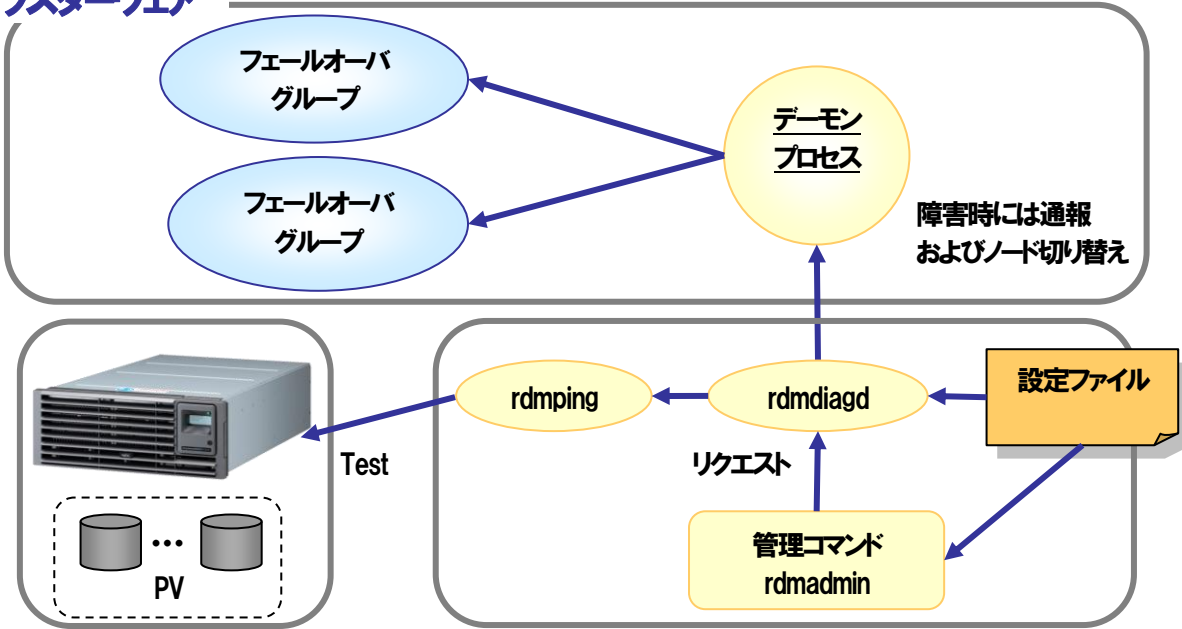 フェールオーバ
グループ
フェールオーバ
グループ
デーモン
プロセス
障害時には通報
およびノード切り替え
Test
PV
rdmping
rdmdiagd
設定ファイル
リクエスト
管理コマンド
rdmadmin